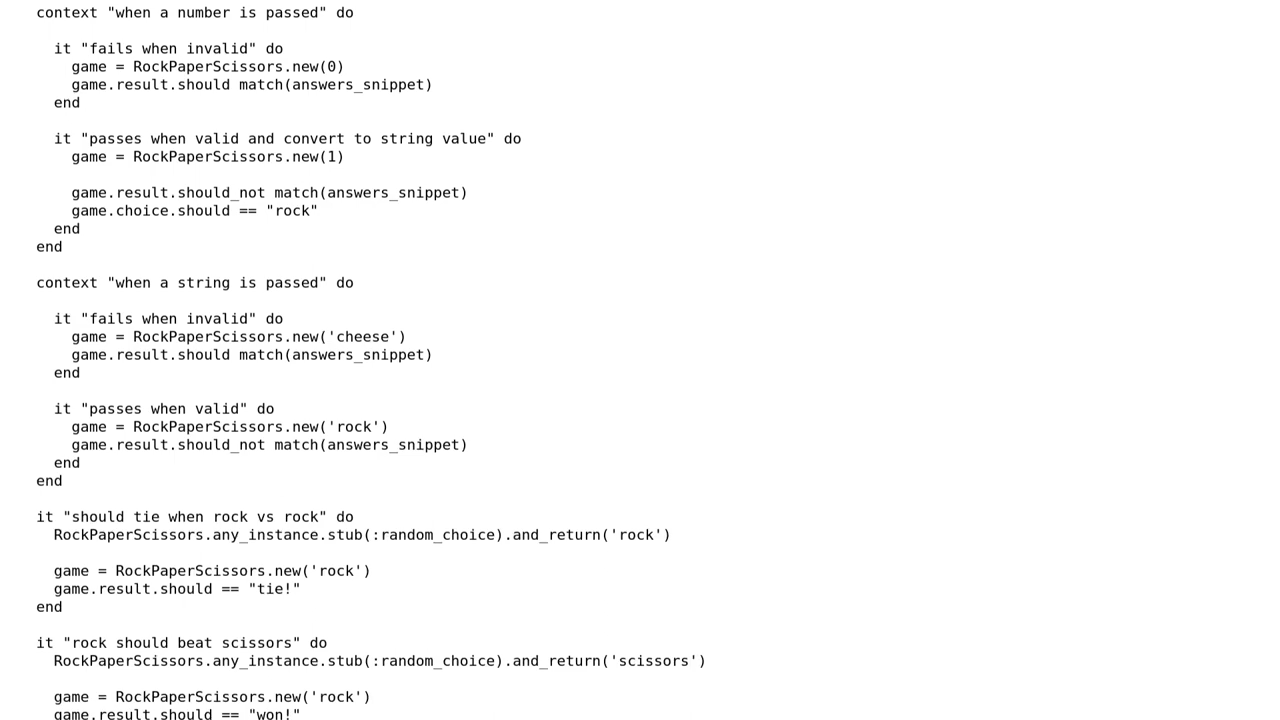 context "when a number is passed" do
it "fails when invalid" do
game = RockPaperScissors.new(0)
game.result.should match(answers_snippet)
end
it "passes when valid and convert to string value" do
game = RockPaperScissors.new(1)
game.result.should_not match(answers_snippet)
game.choice.should == "rock"
end
end
context "when a string is passed" do
it "fails when invalid" do
game = RockPaperScissors.new('cheese')
game.result.should match(answers_snippet)
end
it "passes when valid" do
game = RockPaperScissors.new('rock')
game.result.should_not match(answers_snippet)
end
end
it "should tie when rock vs rock" do
RockPaperScissors.any_instance.stub(:random_choice).and_return('rock')
game = RockPaperScissors.new('rock')
game.result.should == "tie!"
end
it "rock should beat scissors" do
RockPaperScissors.any_instance.stub(:random_choice).and_return('scissors')
game = RockPaperScissors.new('rock')
game.result.should == "won!"